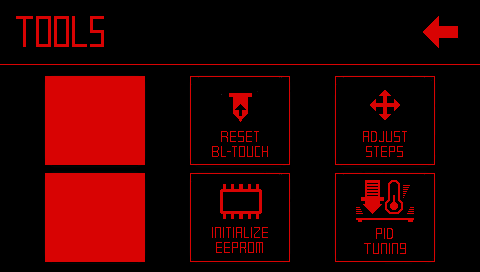 TOOLS
RESET
BL-TOUCH
ADJUST
STEPS
INITIALIZE
EEPROM
PID
TUNING